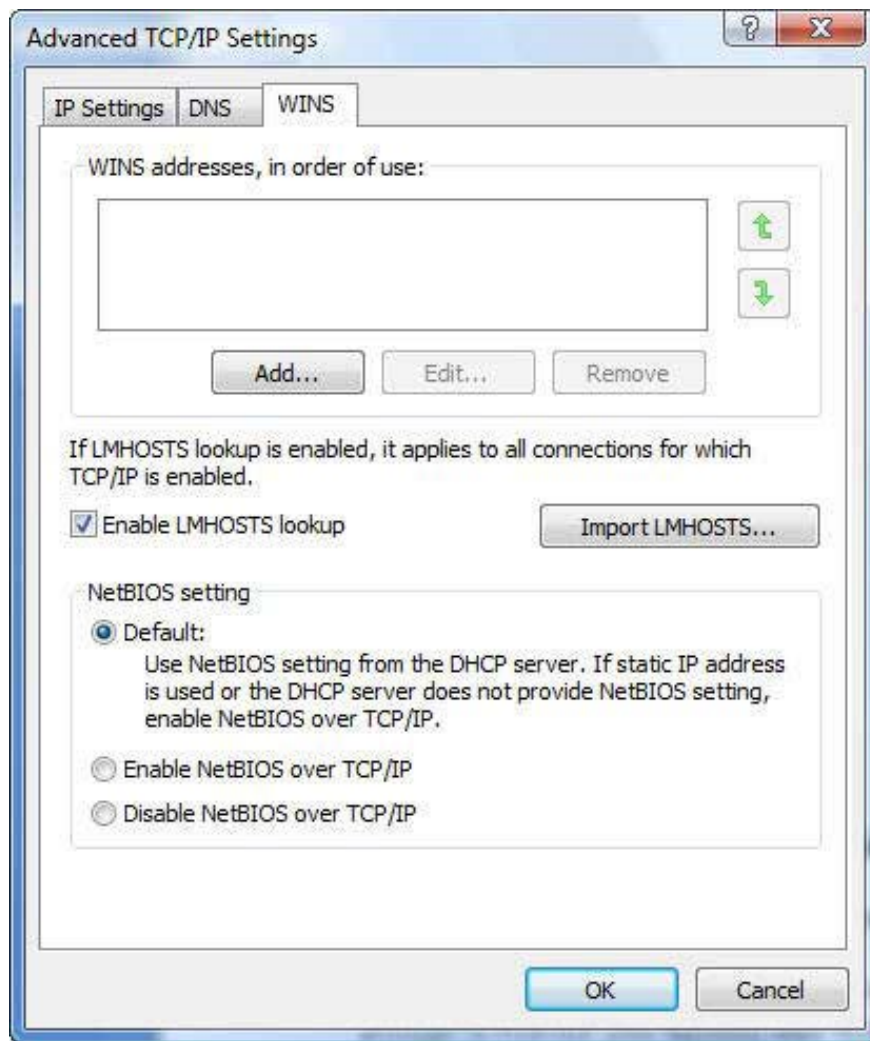 Advanced TCP/IP Settings
IP Settings DNS WINS
WINS addresses, in order of use:
Add... Edit... Remove
If LMHOSTS lookup is enabled, it applies to all connections for which
TCP/IP is enabled.
Enable LMHOSTS lookup Import LMHOSTS...
NetBIOS setting
Default:
Use NetBIOS setting from the DHCP server. If static IP address
is used or the DHCP server does not provide NetBIOS setting,
enable NetBIOS over TCP/IP.
Enable NetBIOS over TCP/IP
Disable NetBIOS over TCP/IP
OK Cancel